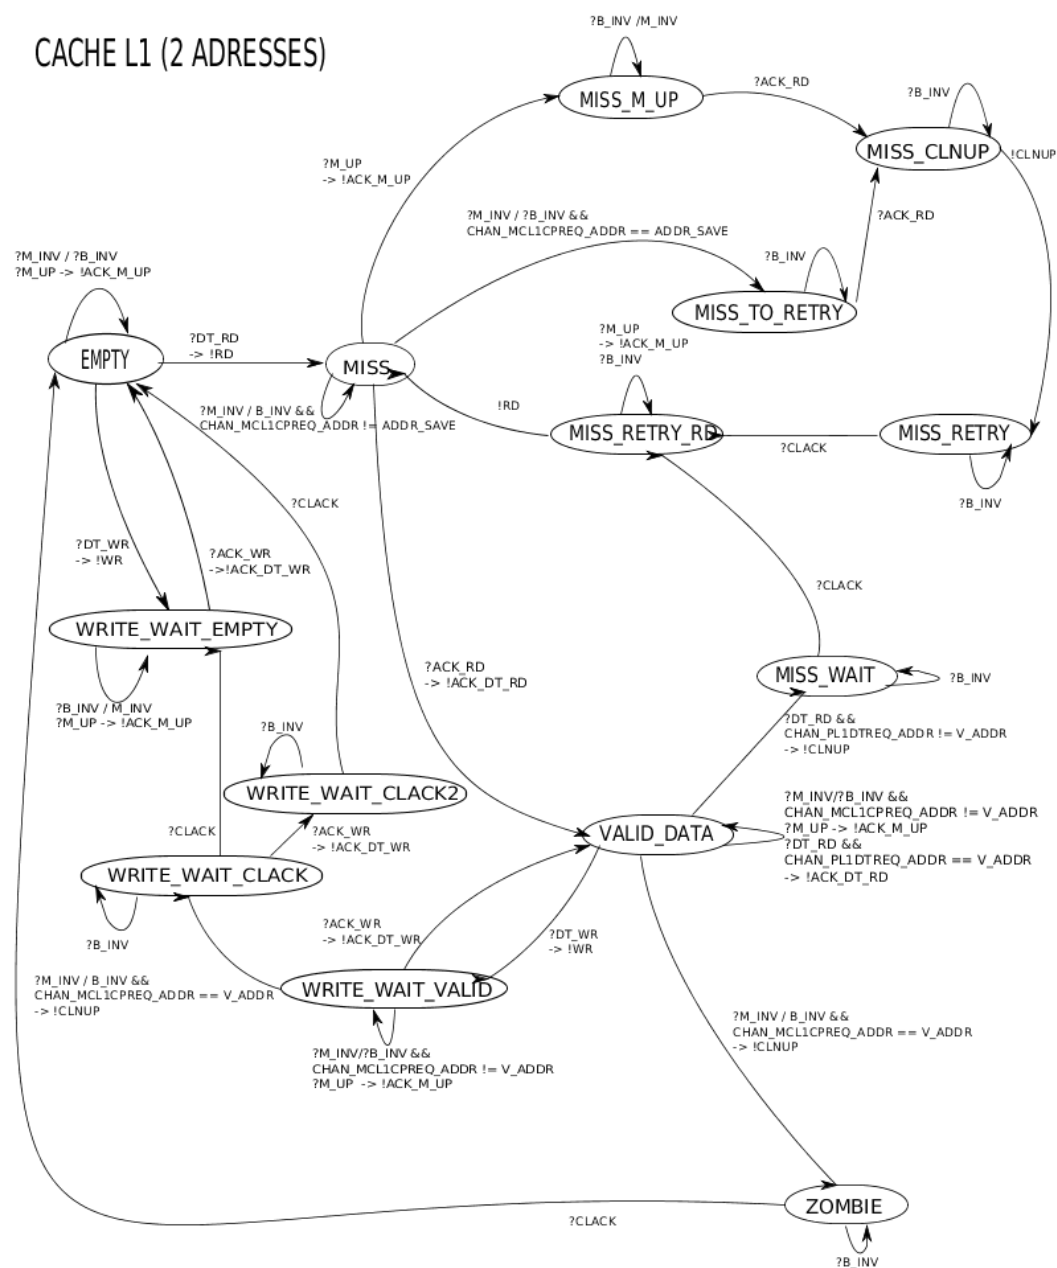 CACHE L1 (2 ADRESSES)
?B_INV /M_INV
MISS_M_UP
?ACK_RD
?B_INV
MISS_CLNUP
!CLNUP
?M_UP
-> !ACK_M_UP
?M_INV / ?B_INV &&
CHAN_MCL1CPREQ_ADDR == ADDR_SAVE
?ACK_RD
?B_INV
MISS_TO_RETRY
?M_INV / ?B_INV
?M_UP -> !ACK_M_UP
EMPTY
?DT_RD
-> !RD
MISS
?M_UP
-> !ACK_M_UP
?B_INV
?M_INV / B_INV &&
CHAN_MCL1CPREQ_ADDR != ADDR_SAVE
!RD
MISS_RETRY_RD
?CLACK
MISS_RETRY
?B_INV
?CLACK
?DT_WR
-> !WR
?ACK_WR
->!ACK_DT_WR
?CLACK
WRITE_WAIT_EMPTY
?B_INV / M_INV
?M_UP -> !ACK_M_UP
?ACK_RD
-> !ACK_DT_RD
MISS_WAIT
?B_INV
?DT_RD &&
CHAN_PL1DTREQ_ADDR != V_ADDR
-> !CLNUP
?B_INV
WRITE_WAIT_CLACK2
?CLACK
?ACK_WR
-> !ACK_DT_WR
VALID_DATA
?M_INV/?B_INV &&
CHAN_MCL1CPREQ_ADDR != V_ADDR
?M_UP -> !ACK_M_UP
?DT_RD &&
CHAN_PL1DTREQ_ADDR == V_ADDR
-> !ACK_DT_RD
WRITE_WAIT_CLACK
?B_INV
?ACK_WR
-> !ACK_DT_WR
?DT_WR
-> !WR
?M_INV / B_INV &&
CHAN_MCL1CPREQ_ADDR == V_ADDR
-> !CLNUP
WRITE_WAIT_VALID
?M_INV/?B_INV &&
CHAN_MCL1CPREQ_ADDR != V_ADDR
?M_UP -> !ACK_M_UP
?M_INV / B_INV &&
CHAN_MCL1CPREQ_ADDR == V_ADDR
-> !CLNUP
ZOMBIE
?CLACK
?B_INV